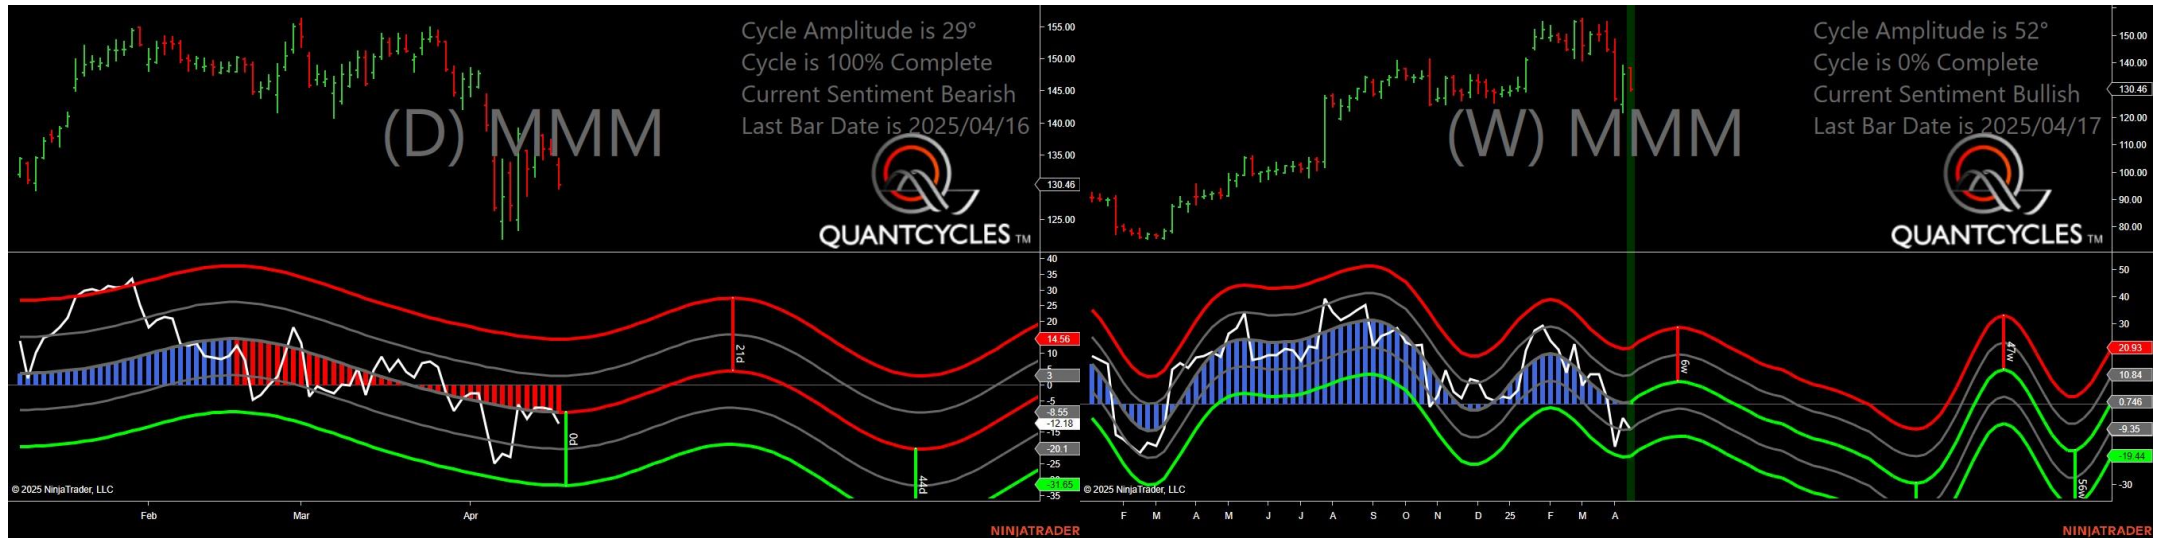 Cycle Amplitude is 29°
Cycle is 100% Complete
Current Sentiment Bearish
Last Bar Date is 2025/04/16
(D) MMM
QUANTCYCLES TM
155.00
150.00
145.00
140.00
135.00
130.46
125.00
40
35
30
25
20
14.56
10
5
3
0
-5
-8.55
-12.18
-15
-20.1
-25
-31.65
-35
21d
0d
44d
© 2025 NinjaTrader, LLC
Feb Mar Apr
NINJATRADER
Cycle Amplitude is 52°
Cycle is 0% Complete
Current Sentiment Bullish
Last Bar Date is 2025/04/17
(W) MMM
QUANTCYCLES TM
150.00
140.00
130.46
120.00
110.00
100.00
90.00
80.00
50
40
30
20.93
10.84
0.746
-9.35
-19.44
-30
6w
47w
56w
© 2025 NinjaTrader, LLC
F M A M J J A S O N D 25 F M A
NINJATRADER